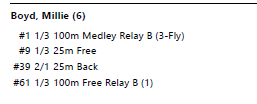 Boyd, Millie (6)
#1 1/3 100m Medley Relay B (3-Fly)
#9 1/3 25m Free
#39 2/1 25m Back
#61 1/3 100m Free Relay B (1)